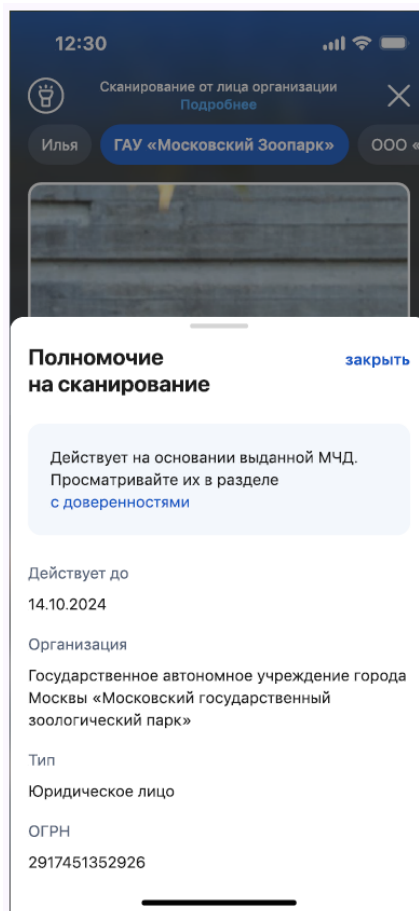 12:30
Сканирование от лица организации
Подробнее
Илья
ГАУ «Московский Зоопарк»
ООО «
Полномочие
на сканирование
закрыть
Действует на основании выданной МЧД.
Просматривайте их в разделе
с доверенностями
Действует до
14.10.2024
Организация
Государственное автономное учреждение города
Москвы «Московский государственный
зоологический парк»
Тип
Юридическое лицо
ОГРН
2917451352926